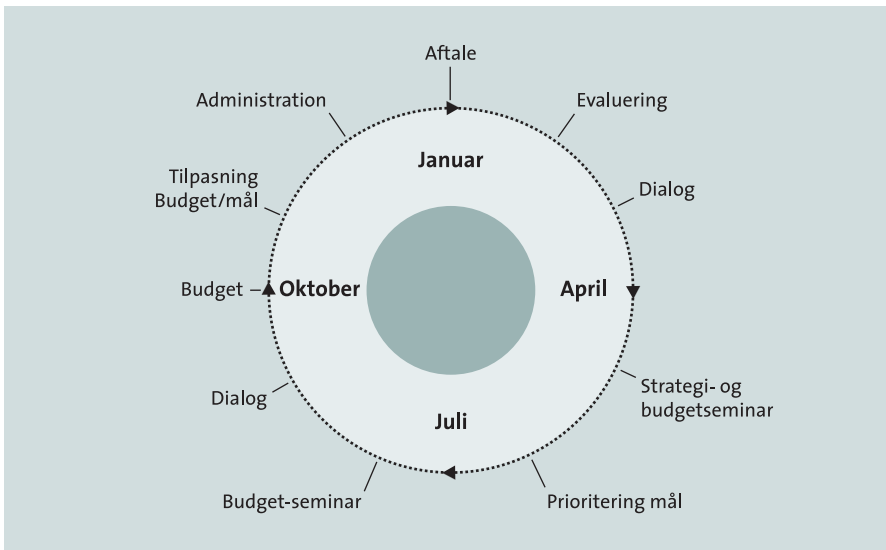 Aftale
Administration
Evaluering
Januar
Tilpasning
Budget/mål
Dialog
Budget
Oktober
April
Dialog
Strategi- og
budgetseminar
Juli
Budget-seminar
Prioritering mål